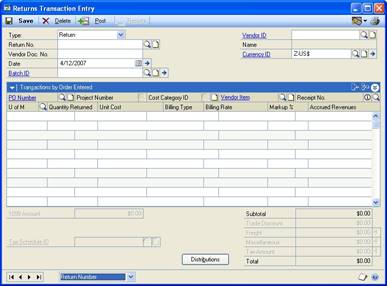 Returns Transaction Entry
Save Delete Post
Type: Return Vendor ID
Return No. Name
Vendor Doc. No. Currency ID Z-US$
Date 4/12/2007
Batch ID
Transactions by Order Entered
PO Number Project Number Cost Category ID Vendor Item Receipt No.
U of M Quantity Returned Unit Cost Billing Type Billing Rate Markup % Accrued Revenues
$0.00 Subtotal $0.00
Trade Discount $0.00
Tax Schedule ID Freight $0.00
Miscellaneous $0.00
Tax Amount $0.00
Distributions Total $0.00
Return Number